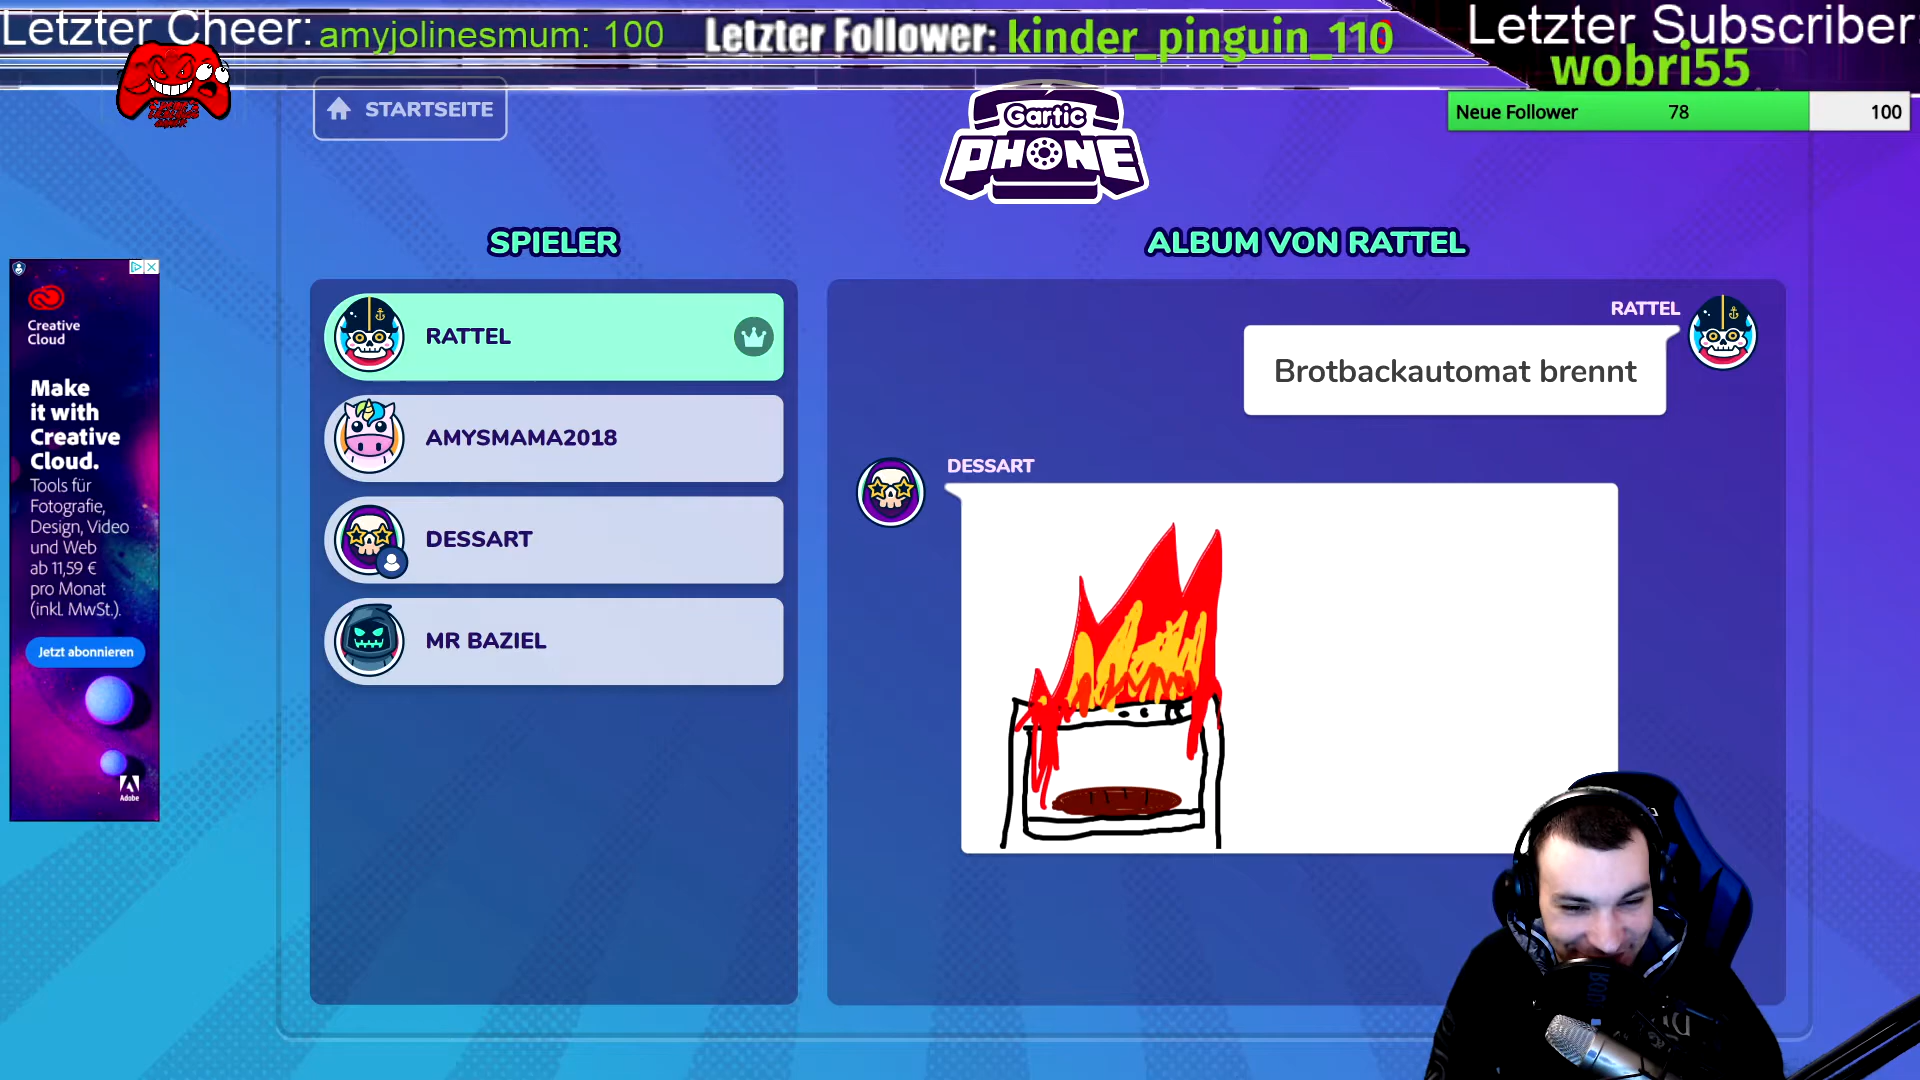 Letzter Cheer: amyjolinesmum: 100
Letzter Follower: kinder_pinguin_110
Letzter Subscriber:
wobri55
STARTSEITE
Gartic
PHONE
Neue Follower 78 100
SPIELER
ALBUM VON RATTEL
RATTEL
AMYSMAMA2018
DESSART
MR BAZIEL
RATTEL
Brotbackautomat brennt
DESSART
Creative
Cloud
Make
it with
Creative
Cloud.
Tools für
Fotografie,
Design, Video
und Web
ab 11,59 €
pro Monat
(inkl. MwSt.).
Jetzt abonnieren
Adobe